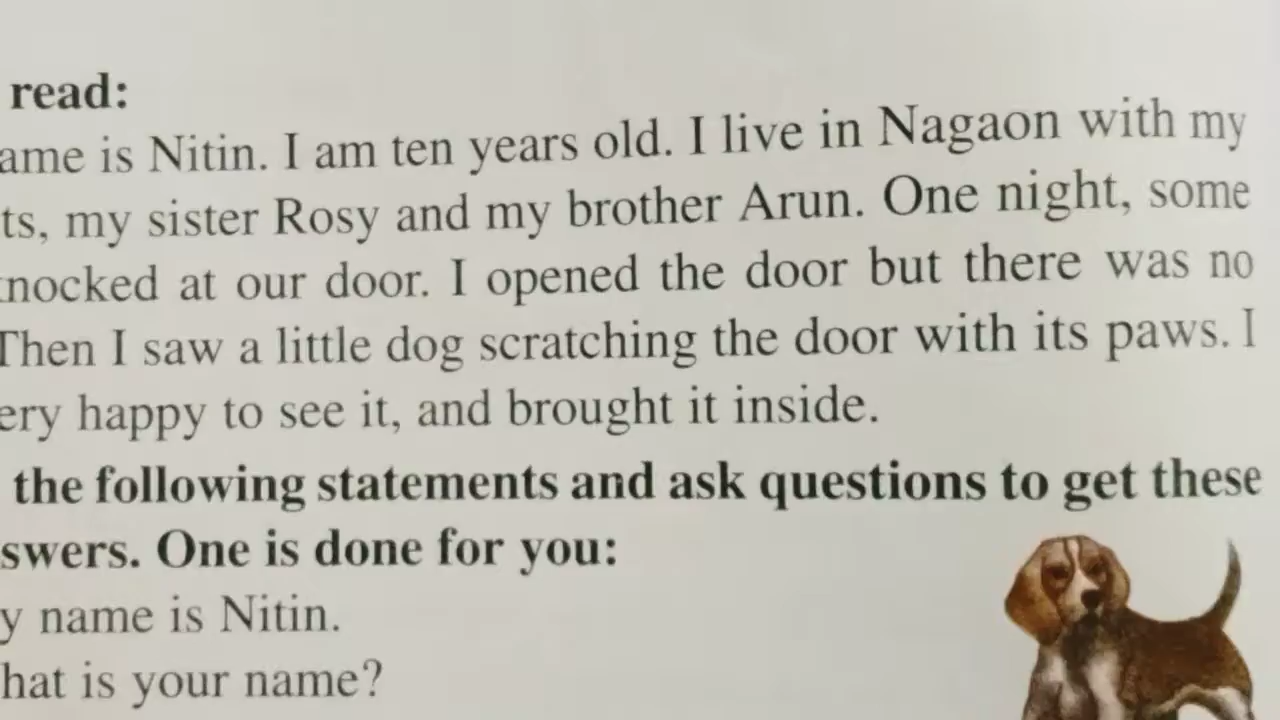 read:
ame is Nitin. I am ten years old. I live in Nagaon with my
ts, my sister Rosy and my brother Arun. One night, some
nocked at our door. I opened the door but there was no
Then I saw a little dog scratching the door with its paws. I
ery happy to see it, and brought it inside.
the following statements and ask questions to get these
swers. One is done for you:
y name is Nitin.
hat is your name?